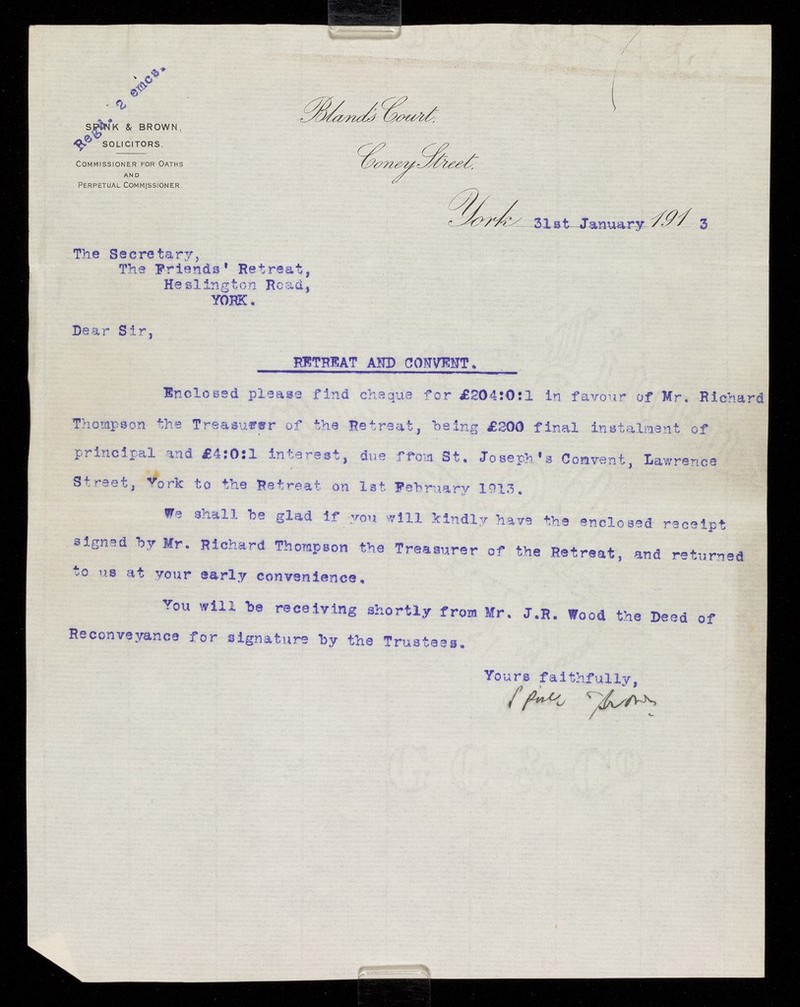 Regd. 2 encs.
SPINK & BROWN,
SOLICITORS.
COMMISSIONER FOR OATHS
AND
PERPETUAL COMMISSIONER.
Bland's Court.
Coney Street.
York 31st January 1913
The Secretary,
The Friends' Retreat,
Heslington Road,
YORK.
Dear Sir,
RETREAT AND CONVENT.
Enclosed please find cheque for £204:0:1 in favour of Mr. Richard
Thompson the Treasurer of the Retreat, being £200 final instalment of
principal and £4:0:1 interest, due ffom St. Joseph's Convent, Lawrence
Street, York to the Retreat on 1st February 1913.
We shall be glad if you will kindly have the enclosed receipt
signed by Mr. Richard Thompson the Treasurer of the Retreat, and returned
to us at your early convenience.
You will be receiving shortly from Mr. J.R. Wood the Deed of
Reconveyance for signature by the Trustees.
Yours faithfully,
Spink & Brown
G C & Co